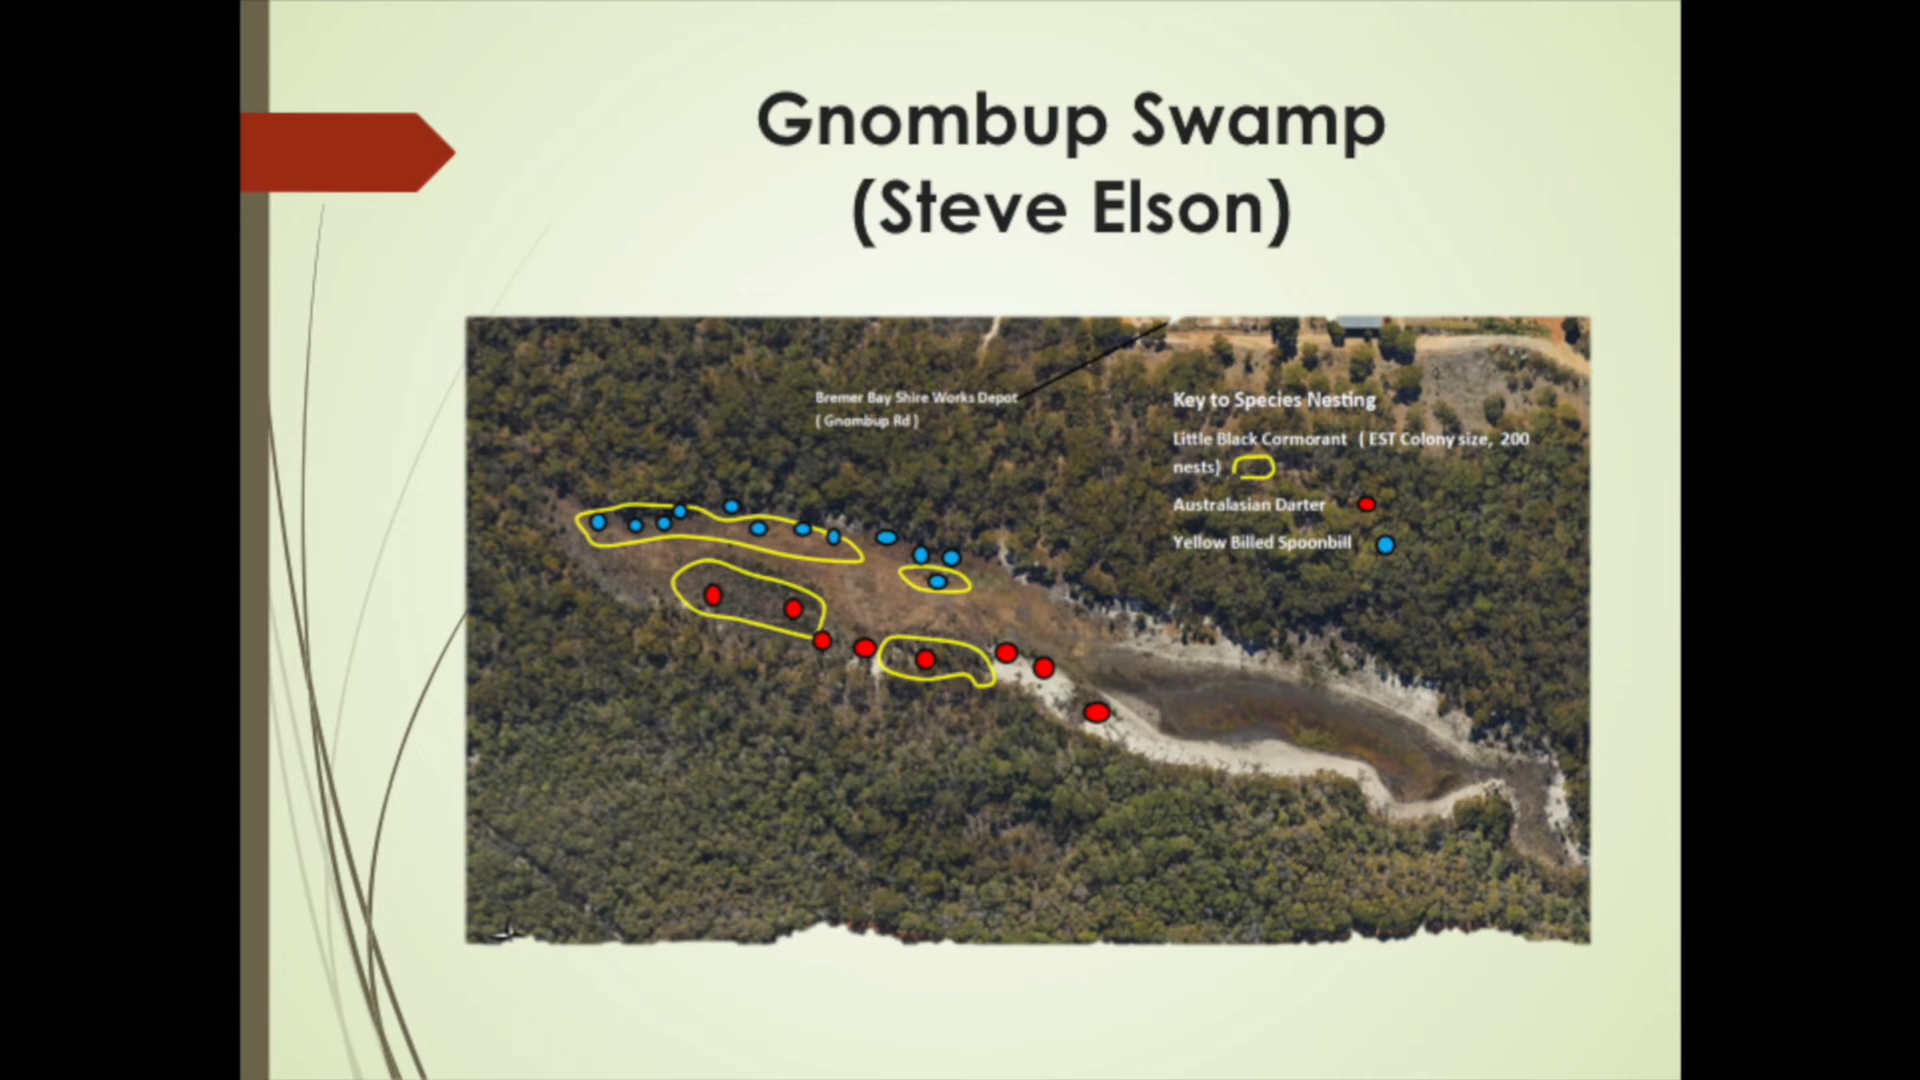 Gnombup Swamp
(Steve Elson)
Bremer Bay Shire Works Depot
( Gnombup Rd )
Key to Species Nesting
Little Black Cormorant ( EST Colony size, 200
nests)
Australasian Darter
Yellow Billed Spoonbill